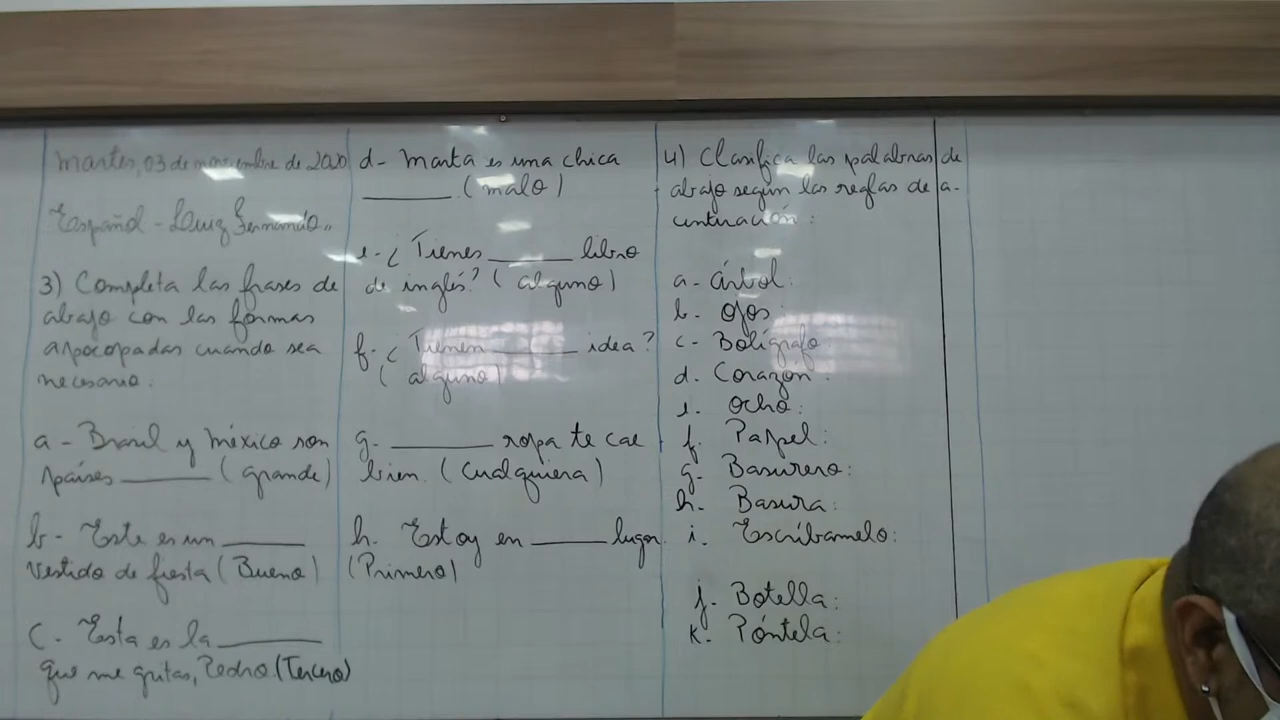 Martes, 03 de noviembre de 2020
Español - Luiz Fernando
3) Completa las frases de
abajo con las formas
apocopadas cuando sea
necesario:
a - Brasil y méxico son
países ______ (grande)
b - Este es un ______
vestido de fiesta (Bueno)
C - Esta es la ______
que me gritas, Pedro (Tercero)
d - Marta es una chica
______ (malo)
e - ¿Tienes ______ libro
de inglés? (alguno)
f - ¿Tienen ______ idea?
(alguno)
g - ______ ropa te cae
bien (Cualquiera)
h. Estoy en ______ lugar
(Primero)
4) Clasifica las palabras de
abajo según las reglas de a-
centuación:
a - árbol:
b. ojos:
c - Bolígrafo:
d. Corazón:
e. Ocho:
f. Papel:
g. Basurero:
h. Basura:
i. Escríbamelo:
j. Botella:
k. Póntela: